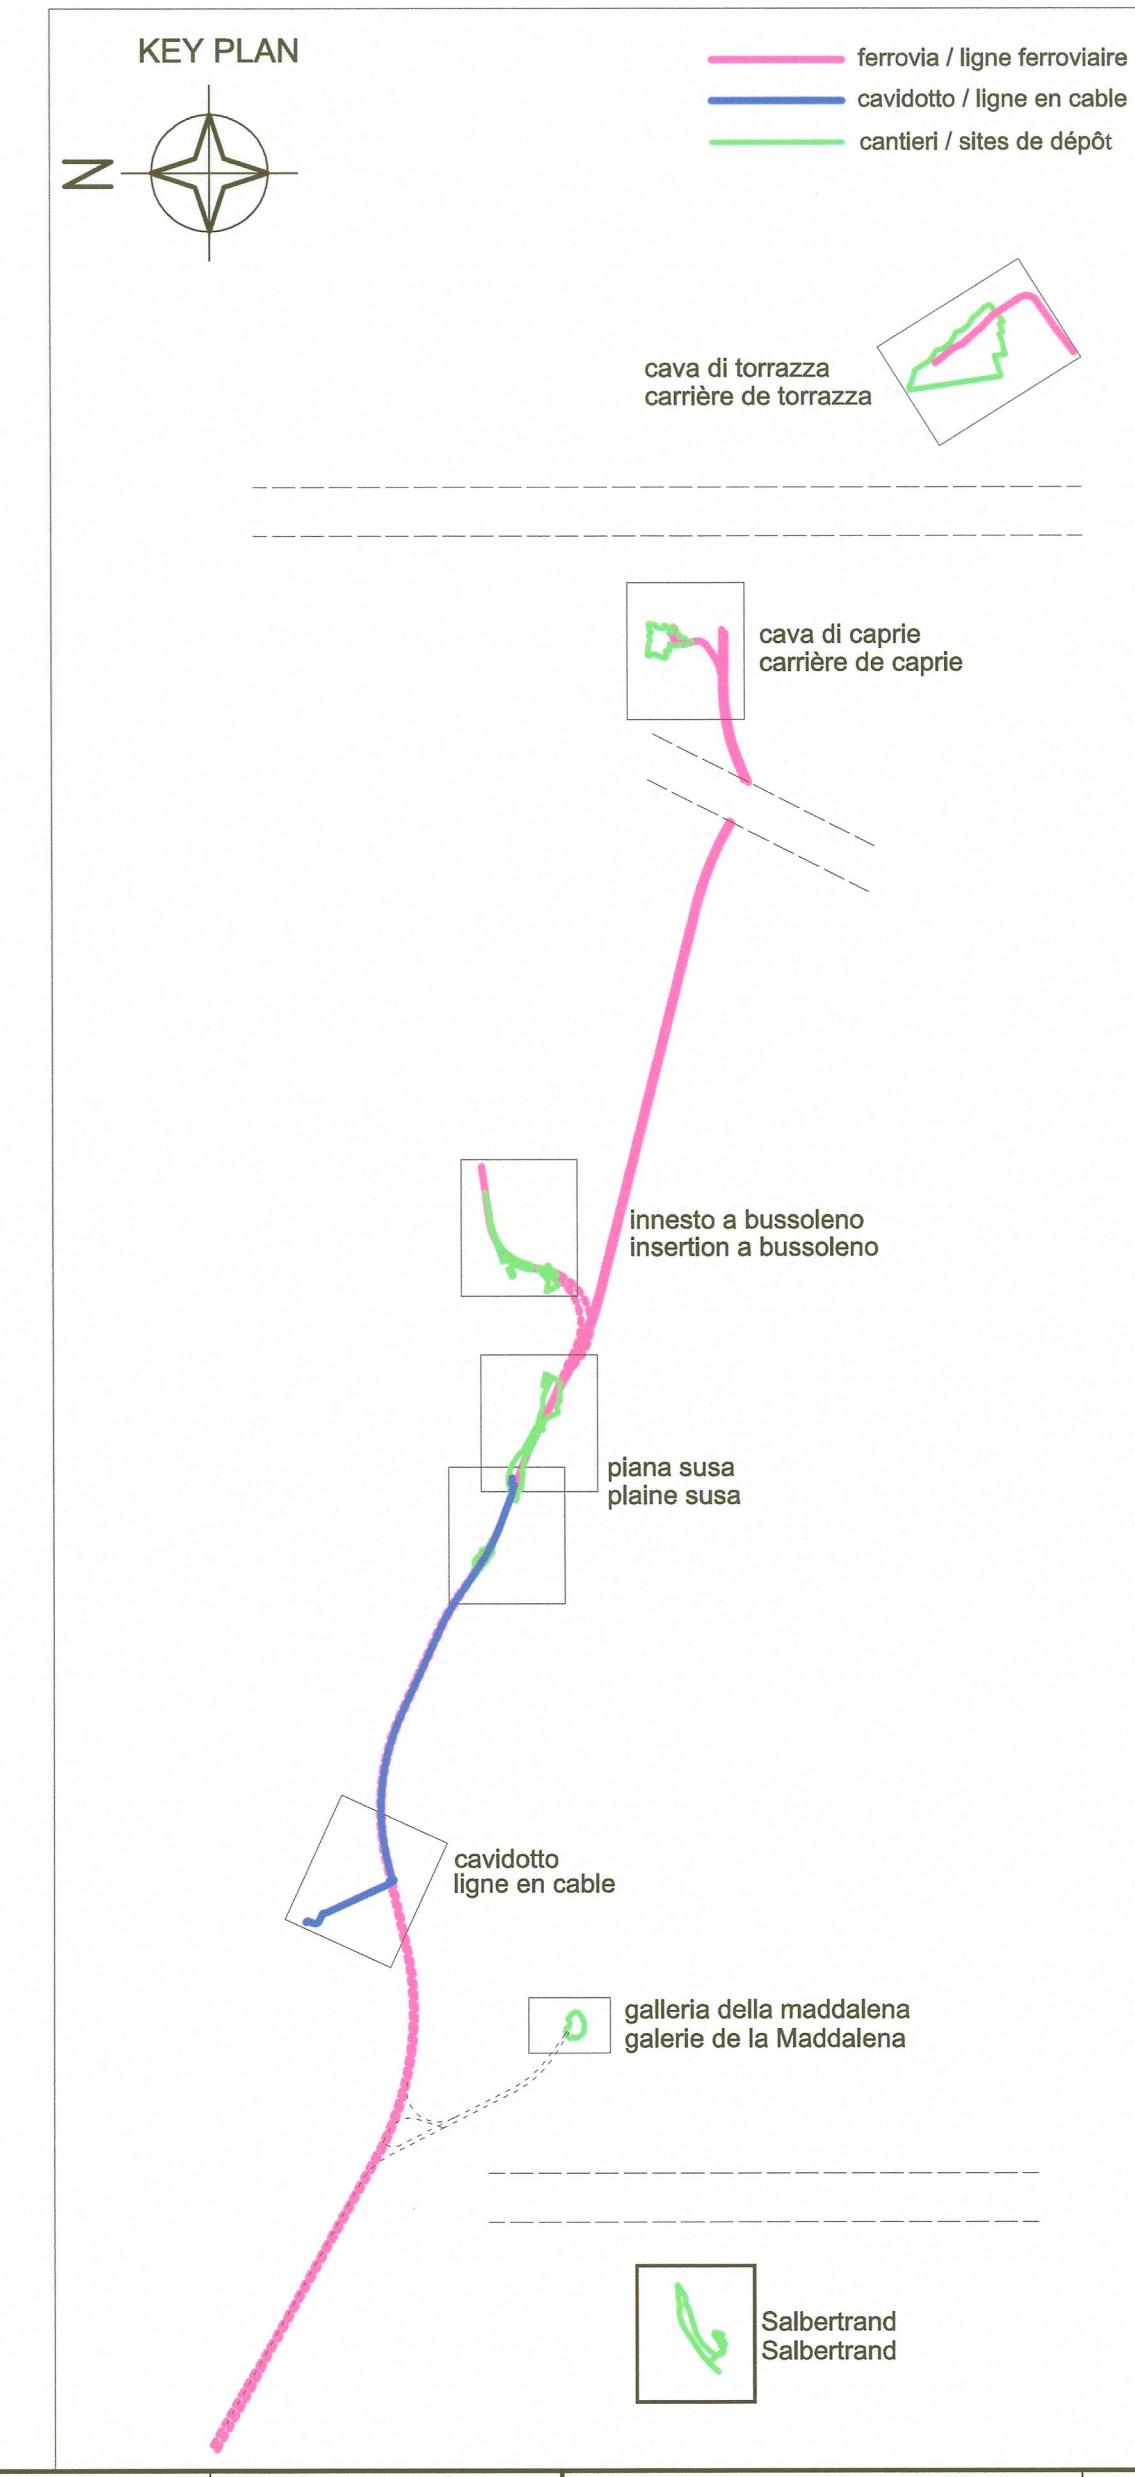 KEY PLAN
N
ferrovia / ligne ferroviaire
cavidotto / ligne en cable
cantieri / sites de dépôt
cava di torrazza
carrière de torrazza
cava di caprie
carrière de caprie
innesto a bussoleno
insertion a bussoleno
piana susa
plaine susa
cavidotto
ligne en cable
galleria della maddalena
galerie de la Maddalena
Salbertrand
Salbertrand